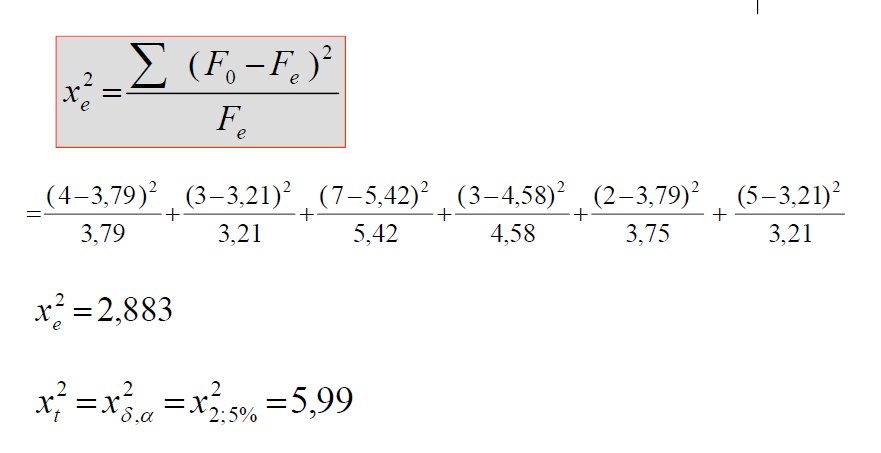 x_e^2 = ∑ (F_0 − F_e)^2 / F_e
= (4−3,79)^2 / 3,79 + (3−3,21)^2 / 3,21 + (7−5,42)^2 / 5,42 + (3−4,58)^2 / 4,58 + (2−3,79)^2 / 3,75 + (5−3,21)^2 / 3,21
x_e^2 = 2,883
x_t^2 = x_{δ,α}^2 = x_{2;5%}^2 = 5,99